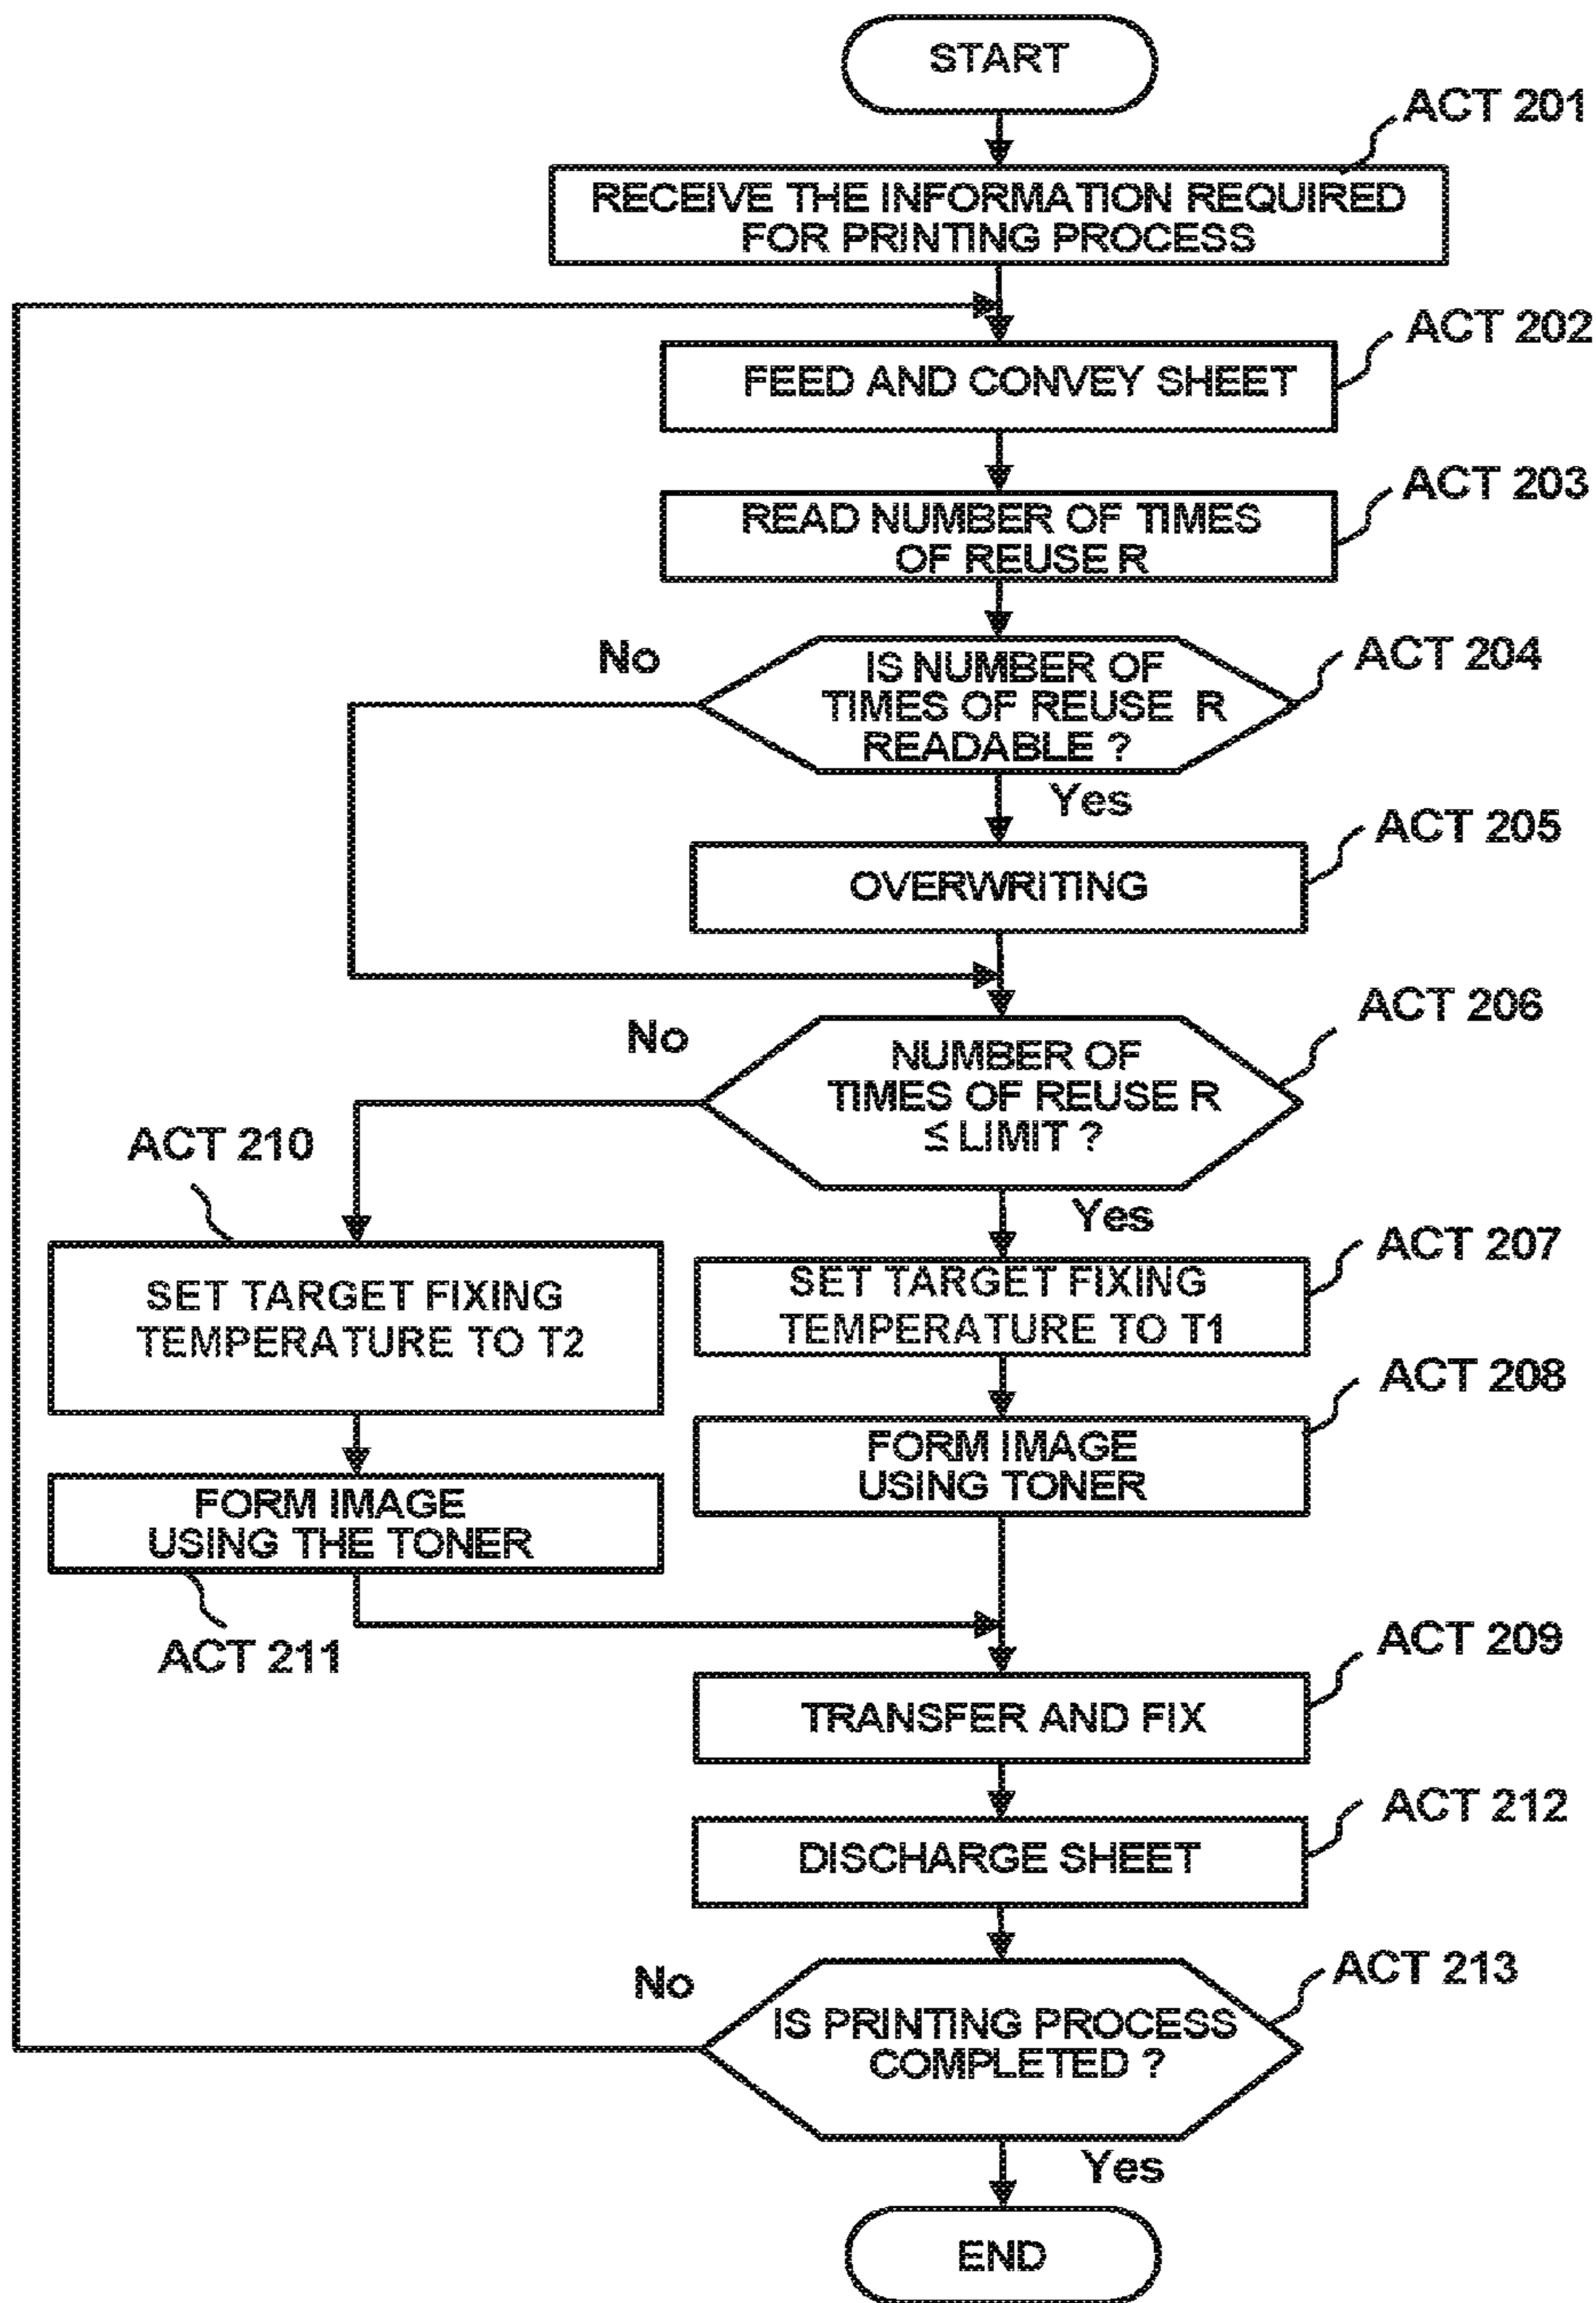 START
ACT 201
RECEIVE THE INFORMATION REQUIRED
FOR PRINTING PROCESS
ACT 202
FEED AND CONVEY SHEET
ACT 203
READ NUMBER OF TIMES
OF REUSE R
ACT 204
No
IS NUMBER OF
TIMES OF REUSE R
READABLE ?
Yes
ACT 205
OVERWRITING
ACT 206
No
NUMBER OF
TIMES OF REUSE R
≤ LIMIT ?
Yes
ACT 210
SET TARGET FIXING
TEMPERATURE TO T2
ACT 207
SET TARGET FIXING
TEMPERATURE TO T1
ACT 208
FORM IMAGE
USING TONER
FORM IMAGE
USING THE TONER
ACT 211
ACT 209
TRANSFER AND FIX
ACT 212
DISCHARGE SHEET
ACT 213
No
IS PRINTING PROCESS
COMPLETED ?
Yes
END